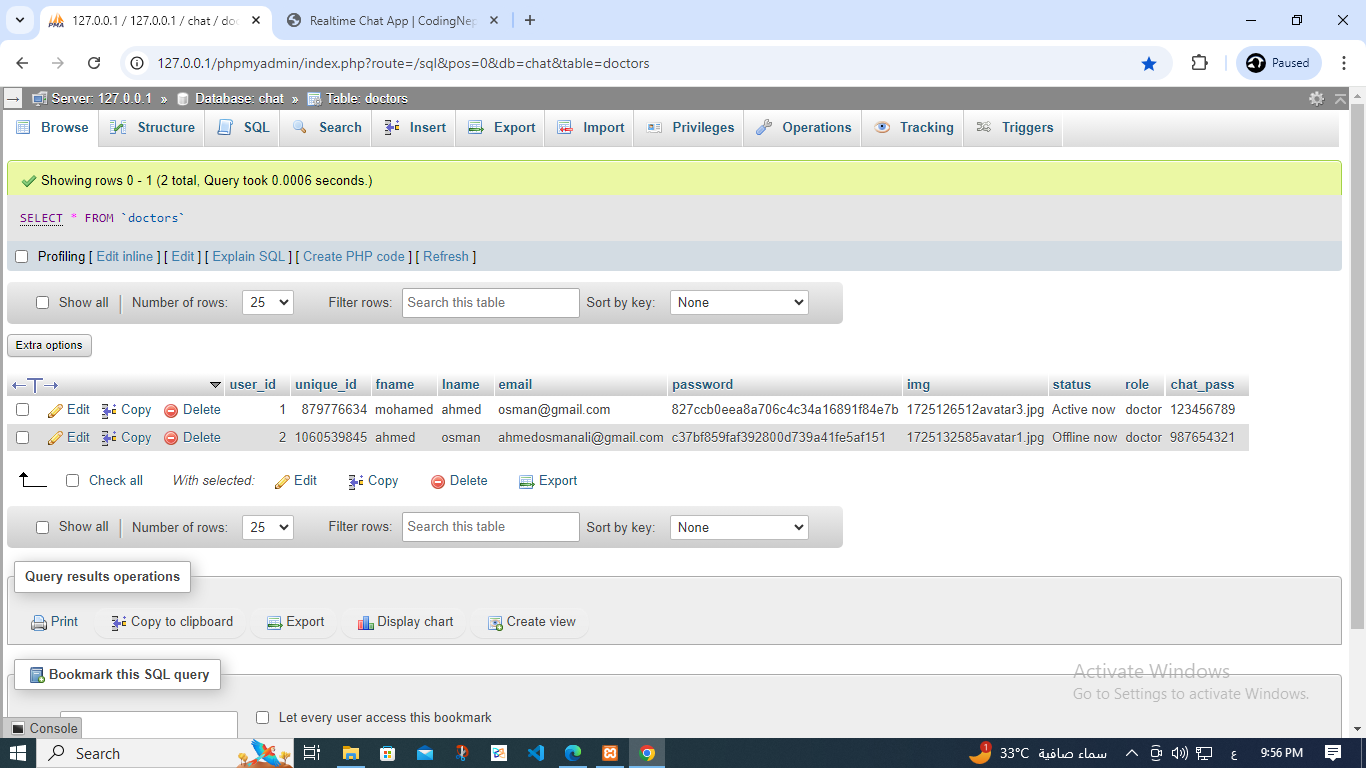 127.0.0.1 / 127.0.0.1 / chat / doc
Realtime Chat App | CodingNep
127.0.0.1/phpmyadmin/index.php?route=/sql&pos=0&db=chat&table=doctors
Paused
Server: 127.0.0.1 » Database: chat » Table: doctors
Browse Structure SQL Search Insert Export Import Privileges Operations Tracking Triggers
Showing rows 0 - 1 (2 total, Query took 0.0006 seconds.)
SELECT * FROM `doctors`
Profiling [ Edit inline ] [ Edit ] [ Explain SQL ] [ Create PHP code ] [ Refresh ]
Show all Number of rows: 25 Filter rows: Search this table Sort by key: None
Extra options
user_id unique_id fname lname email password img status role chat_pass
Edit Copy Delete 1 879776634 mohamed ahmed osman@gmail.com 827ccb0eea8a706c4c34a16891f84e7b 1725126512avatar3.jpg Active now doctor 123456789
Edit Copy Delete 2 1060539845 ahmed osman ahmedosmanali@gmail.com c37bf859faf392800d739a41fe5af151 1725132585avatar1.jpg Offline now doctor 987654321
Check all With selected: Edit Copy Delete Export
Show all Number of rows: 25 Filter rows: Search this table Sort by key: None
Query results operations
Print Copy to clipboard Export Display chart Create view
Bookmark this SQL query
Activate Windows
Go to Settings to activate Windows.
Let every user access this bookmark
Console
Search
1 33°C سماء صافية ع 9:56 PM